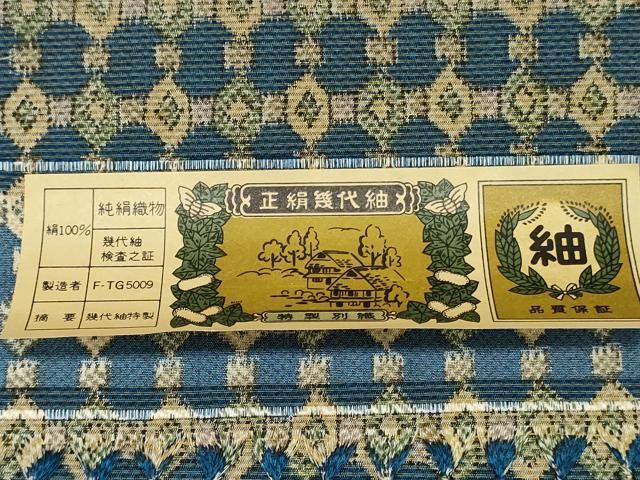 絹100%
純絹織物
幾代紬
検査之証
製造者
F-TG5009
摘要
幾代紬特製
正絹幾代紬
特製別織
紬
品質保証